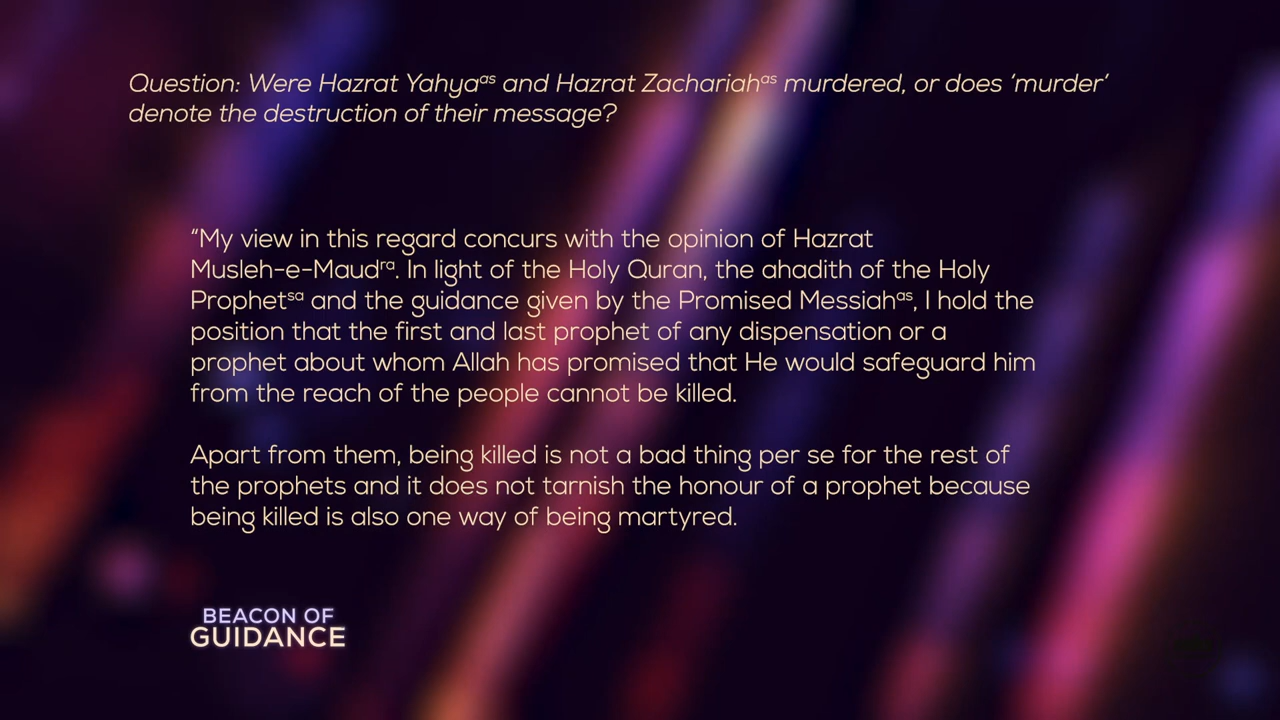 Question: Were Hazrat Yahyaas and Hazrat Zachariahas murdered, or does ‘murder’
denote the destruction of their message?
“My view in this regard concurs with the opinion of Hazrat
Musleh-e-Maudra. In light of the Holy Quran, the ahadith of the Holy
Prophetsa and the guidance given by the Promised Messiahas, I hold the
position that the first and last prophet of any dispensation or a
prophet about whom Allah has promised that He would safeguard him
from the reach of the people cannot be killed.
Apart from them, being killed is not a bad thing per se for the rest of
the prophets and it does not tarnish the honour of a prophet because
being killed is also one way of being martyred.
BEACON OF
GUIDANCE